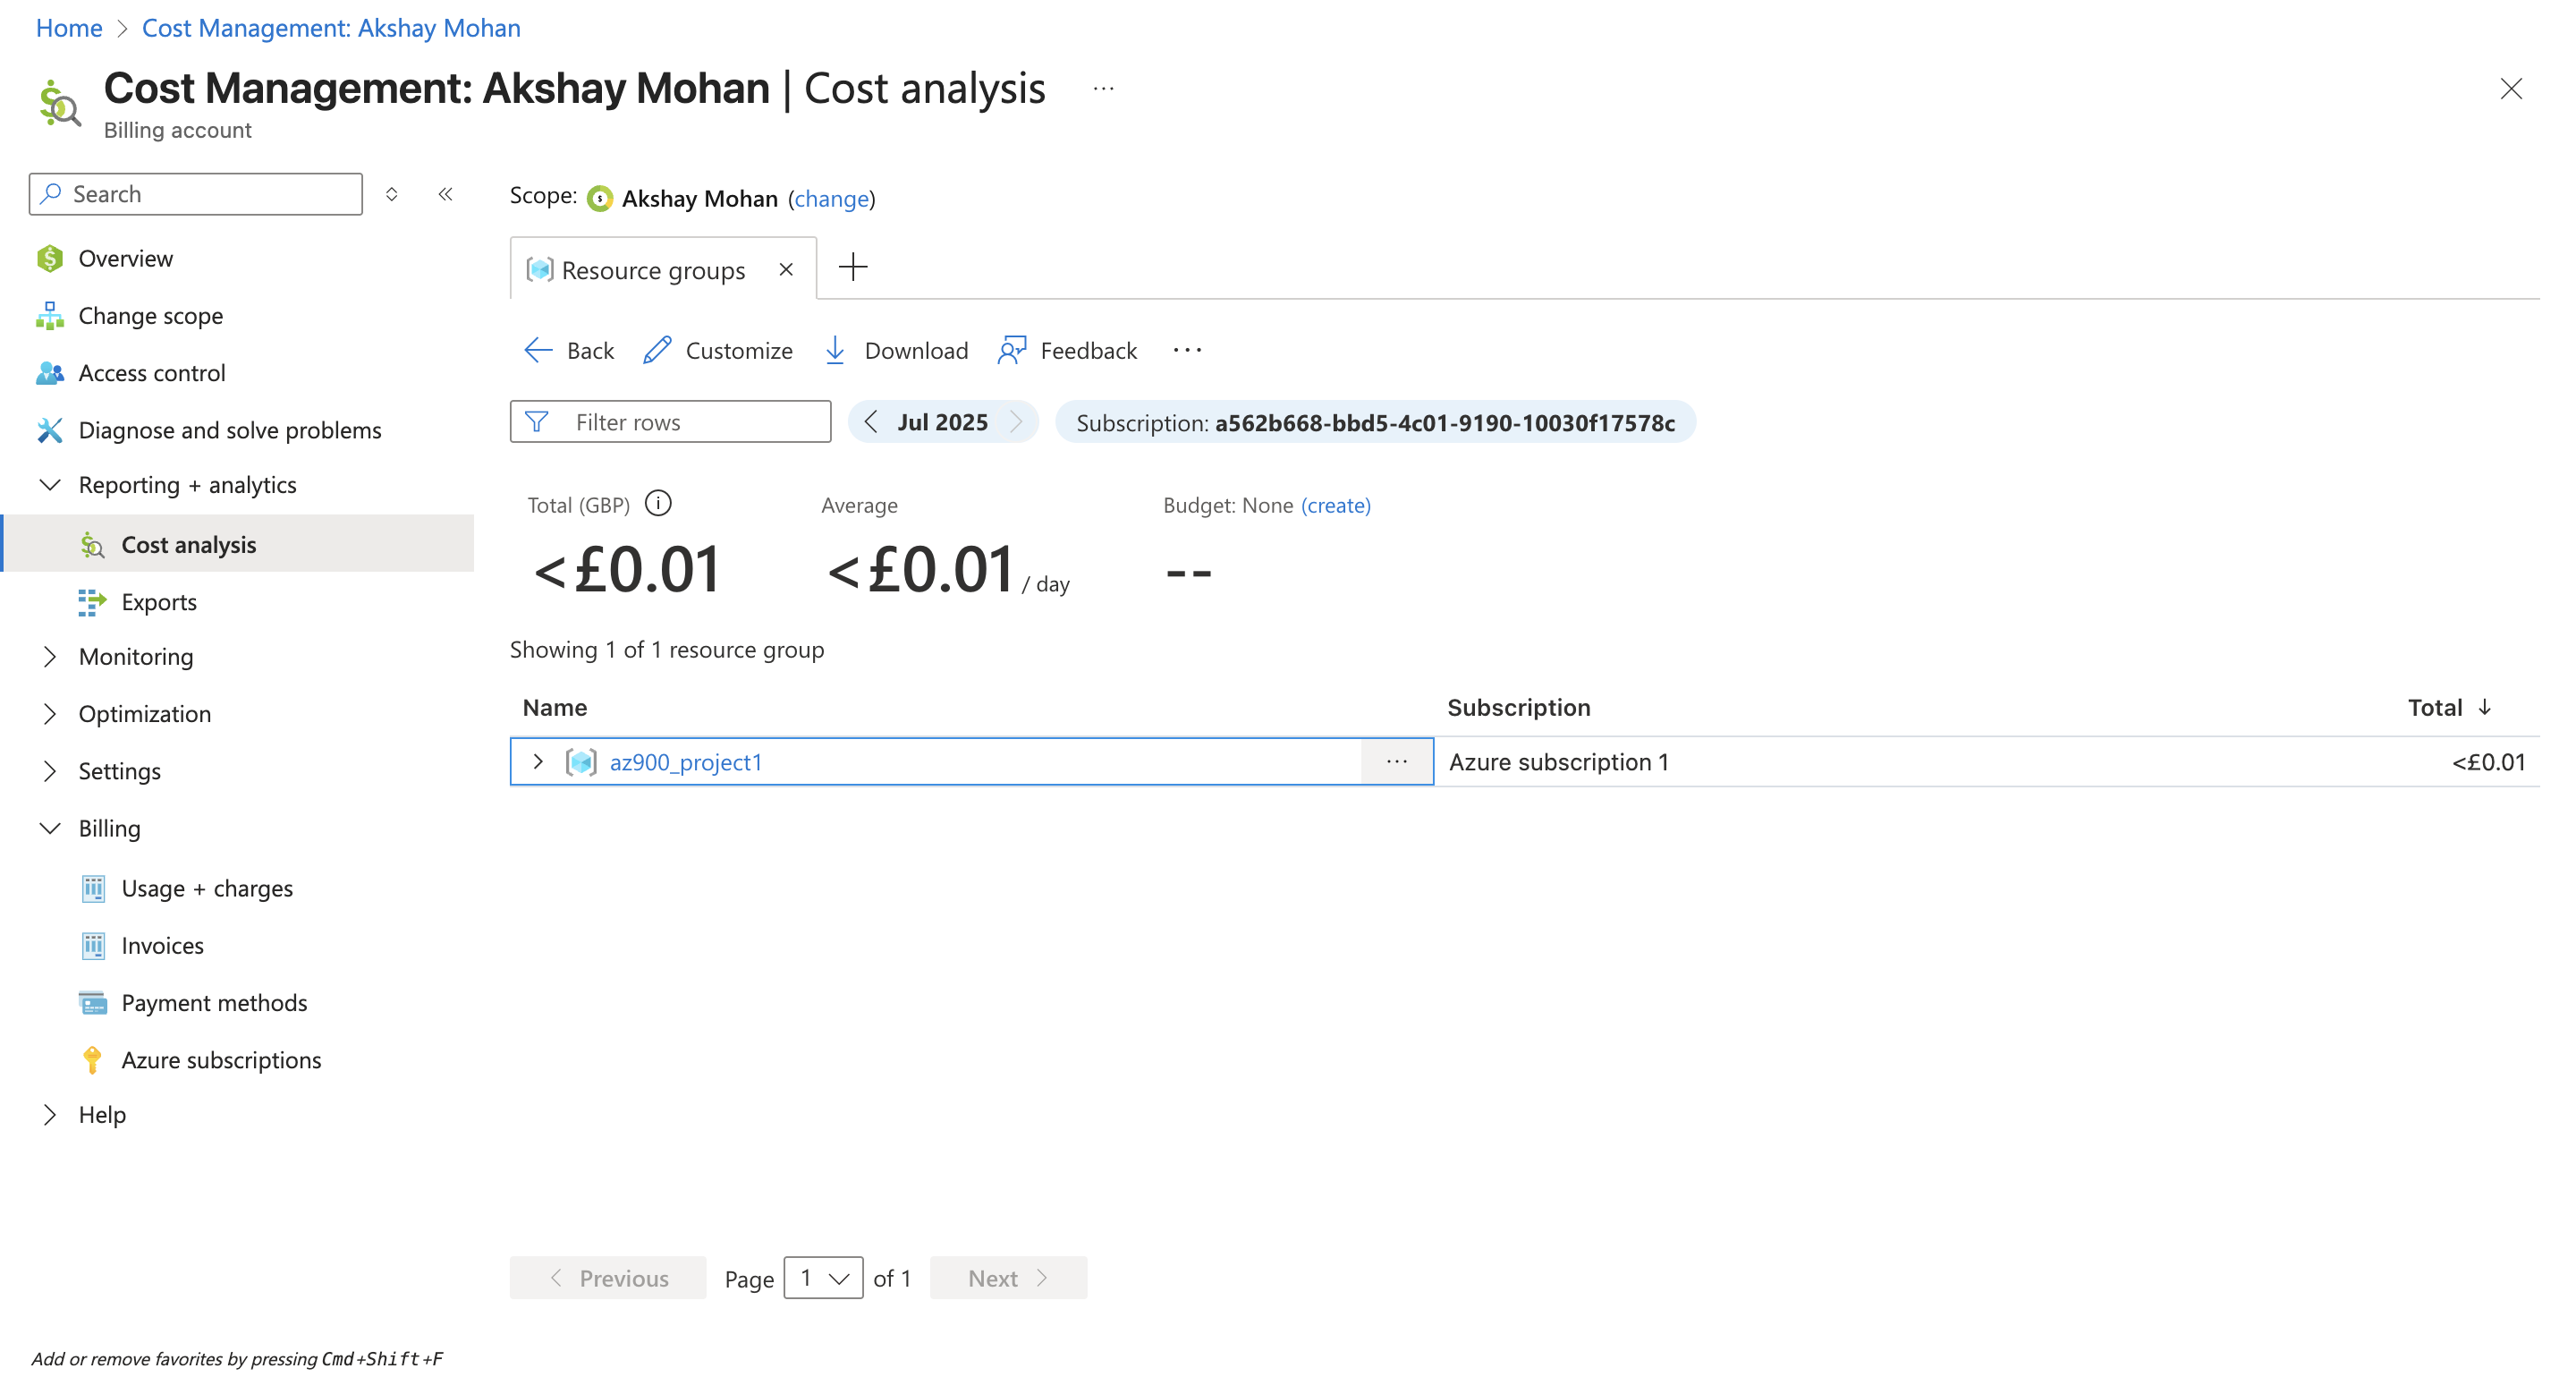 Home > Cost Management: Akshay Mohan
Cost Management: Akshay Mohan | Cost analysis ...
Billing account
Search
Overview
Change scope
Access control
Diagnose and solve problems
Reporting + analytics
Cost analysis
Exports
Monitoring
Optimization
Settings
Billing
Usage + charges
Invoices
Payment methods
Azure subscriptions
Help
Add or remove favorites by pressing Cmd+Shift+F
Scope: Akshay Mohan (change)
Resource groups
Back Customize Download Feedback ...
Filter rows Jul 2025 Subscription: a562b668-bbd5-4c01-9190-10030f17578c
Total (GBP) Average Budget: None (create)
<£0.01 <£0.01 / day --
Showing 1 of 1 resource group
Name Subscription Total ↓
az900_project1 ... Azure subscription 1 <£0.01
< Previous Page 1 of 1 Next >